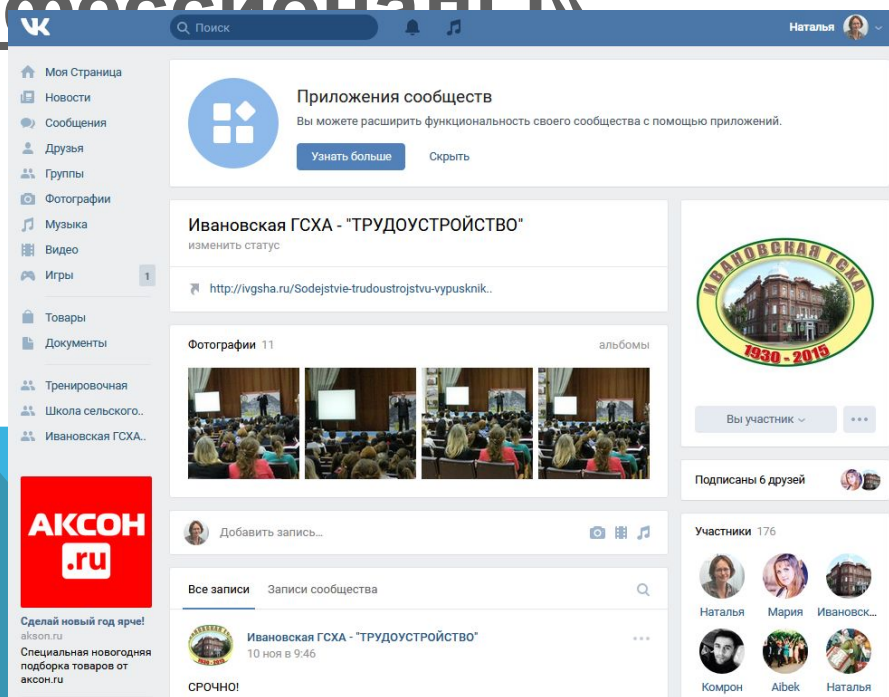 Поиск
Наталья
Моя Страница
Новости
Сообщения
Друзья
Группы
Фотографии
Музыка
Видео
Игры 1
Товары
Документы
Тренировочная
Школа сельского..
Ивановская ГСХА..
АКСОН
.ru
Сделай новый год ярче!
akson.ru
Специальная новогодняя
подборка товаров от
аксон.ru
Приложения сообществ
Вы можете расширить функциональность своего сообщества с помощью приложений.
Узнать больше Скрыть
Ивановская ГСХА - "ТРУДОУСТРОЙСТВО"
изменить статус
http://ivgsha.ru/Sodejstvie-trudoustrojstvu-vypusknik..
Фотографии 11 альбомы
Добавить запись...
Все записи Записи сообщества
Ивановская ГСХА - "ТРУДОУСТРОЙСТВО"
10 ноя в 9:46
СРОЧНО!
ИВАНОВСКАЯ ГСХА
1930 - 2015
Вы участник
Подписаны 6 друзей
Участники 176
Наталья Мария Ивановск...
Комрон Aibek Наталья